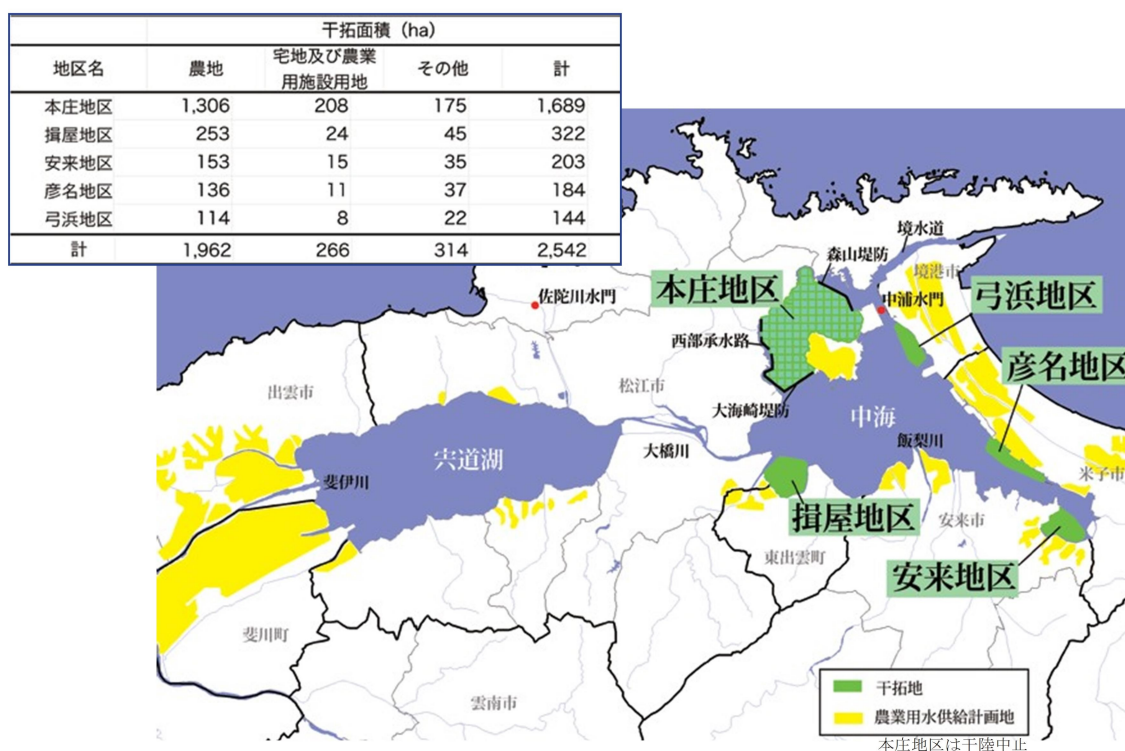 干拓面積（ha）
地区名 農地 宅地及び農業用施設用地 その他 計
本庄地区 1,306 208 175 1,689
揖屋地区 253 24 45 322
安来地区 153 15 35 203
彦名地区 136 11 37 184
弓浜地区 114 8 22 144
計 1,962 266 314 2,542
境水道
森山堤防
境港市
佐陀川水門
本庄地区
中浦水門
弓浜地区
西部承水路
彦名地区
出雲市
松江市
大海崎堤防
中海
大橋川
飯梨川
宍道湖
斐伊川
米子市
揖屋地区
安来市
東出雲町
安来地区
斐川町
雲南市
干拓地
農業用水供給計画地
本庄地区は干陸中止